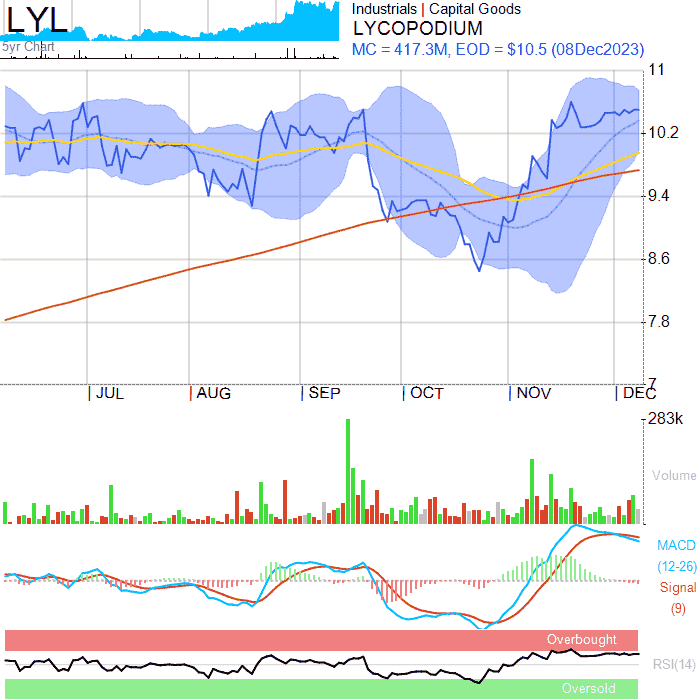 LYL
5yr Chart
Industrials | Capital Goods
LYCOPODIUM
MC = 417.3M, EOD = $10.5 (08Dec2023)
11
10.2
9.4
8.6
7.8
7
JUL AUG SEP OCT NOV DEC
283k
Volume
MACD
(12-26)
Signal
(9)
Overbought
RSI(14)
Oversold